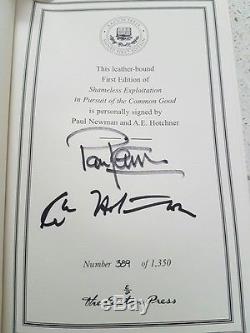 This leather-bound
First Edition of
Shameless Exploitation
In Pursuit of the Common Good
is personally signed by
Paul Newman and A.E. Hotchner
Number 389 of 1,350
The Easton Press